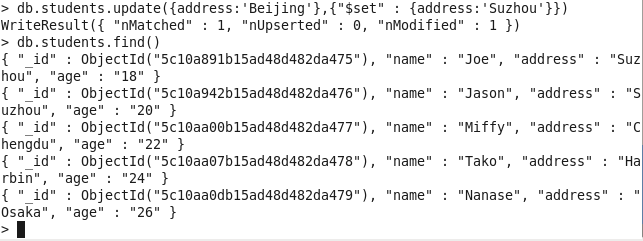 > db.students.update({address:'Beijing'},{"$set" : {address:'Suzhou'}})
WriteResult({ "nMatched" : 1, "nUpserted" : 0, "nModified" : 1 })
> db.students.find()
{ "_id" : ObjectId("5c10a891b15ad48d482da475"), "name" : "Joe", "address" : "Suz
hou", "age" : "18" }
{ "_id" : ObjectId("5c10a942b15ad48d482da476"), "name" : "Jason", "address" : "S
uzhou", "age" : "20" }
{ "_id" : ObjectId("5c10aa00b15ad48d482da477"), "name" : "Miffy", "address" : "C
hengdu", "age" : "22" }
{ "_id" : ObjectId("5c10aa07b15ad48d482da478"), "name" : "Tako", "address" : "Ha
rbin", "age" : "24" }
{ "_id" : ObjectId("5c10aa0db15ad48d482da479"), "name" : "Nanase", "address" : "
Osaka", "age" : "26" }
>